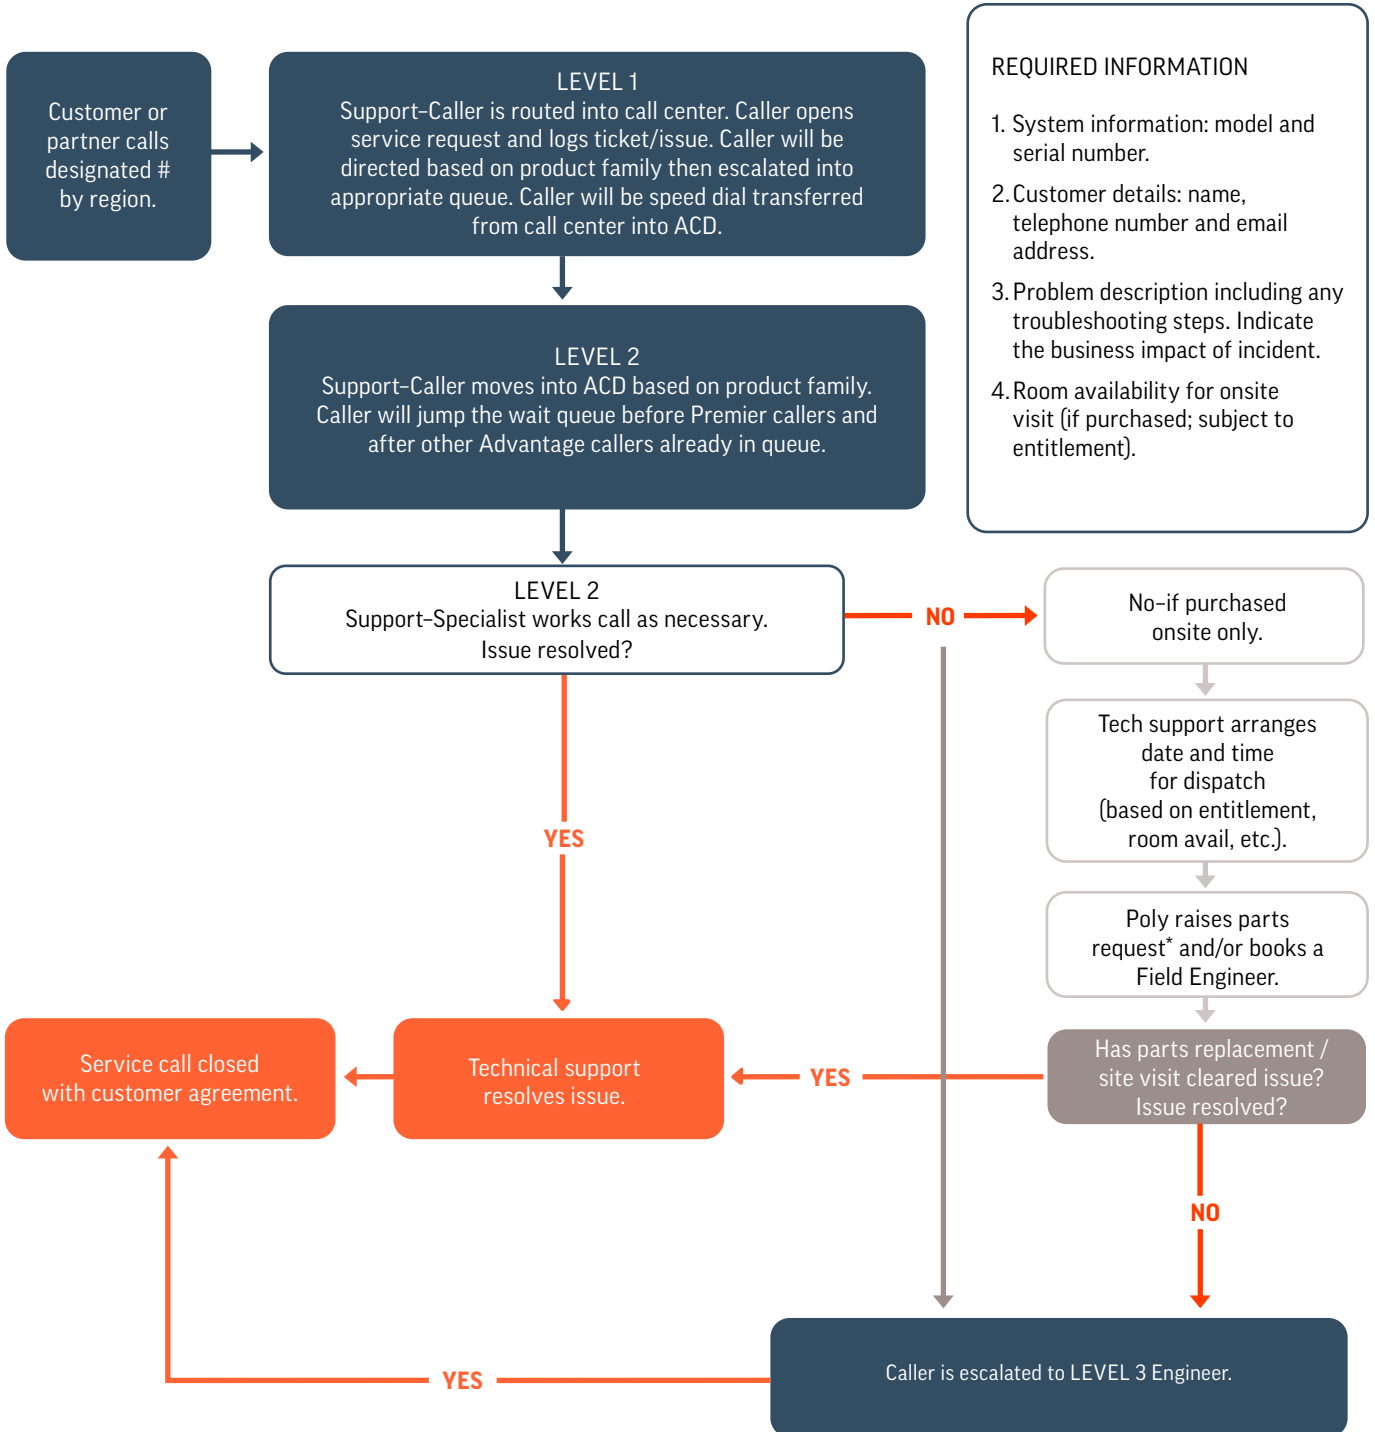 Customer or
partner calls
designated #
by region.
LEVEL 1
Support–Caller is routed into call center. Caller opens
service request and logs ticket/issue. Caller will be
directed based on product family then escalated into
appropriate queue. Caller will be speed dial transferred
from call center into ACD.
REQUIRED INFORMATION
1. System information: model and
serial number.
2. Customer details: name,
telephone number and email
address.
3. Problem description including any
troubleshooting steps. Indicate
the business impact of incident.
4. Room availability for onsite
visit (if purchased; subject to
entitlement).
LEVEL 2
Support–Caller moves into ACD based on product family.
Caller will jump the wait queue before Premier callers and
after other Advantage callers already in queue.
LEVEL 2
Support–Specialist works call as necessary.
Issue resolved?
NO
No–if purchased
onsite only.
Tech support arranges
date and time
for dispatch
(based on entitlement,
room avail, etc.).
YES
Poly raises parts
request* and/or books a
Field Engineer.
Service call closed
with customer agreement.
Technical support
resolves issue.
YES
Has parts replacement /
site visit cleared issue?
Issue resolved?
NO
YES
Caller is escalated to LEVEL 3 Engineer.